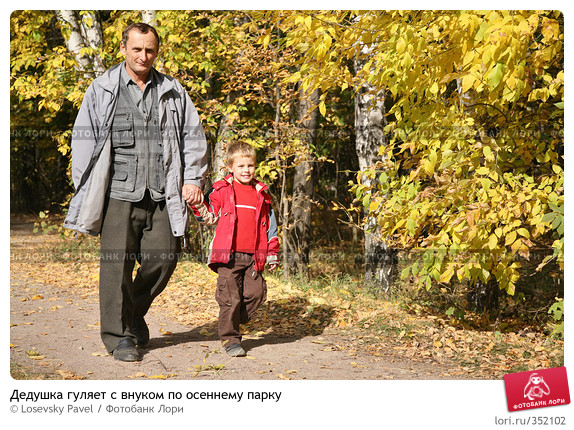 Дедушка гуляет с внуком по осеннему парку
© Losevsky Pavel / Фотобанк Лори
ФОТОБАНК ЛОРИ
lori.ru/352102